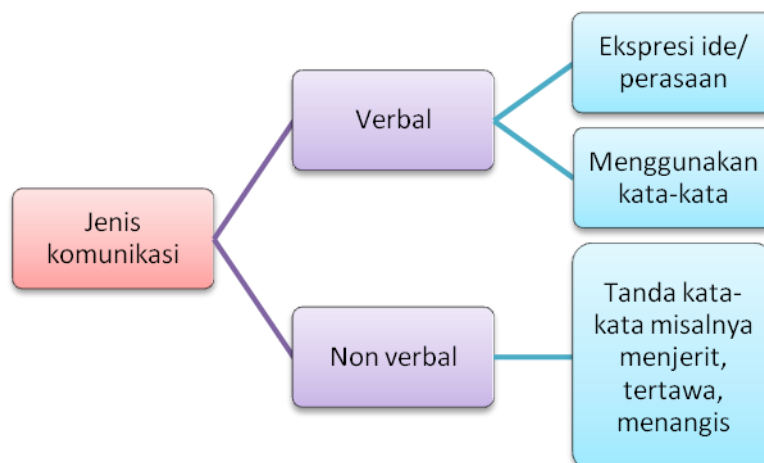 Jenis
komunikasi
Verbal
Ekspresi ide/
perasaan
Menggunakan
kata-kata
Non verbal
Tanda kata-
kata misalnya
menjerit,
tertawa,
menangis